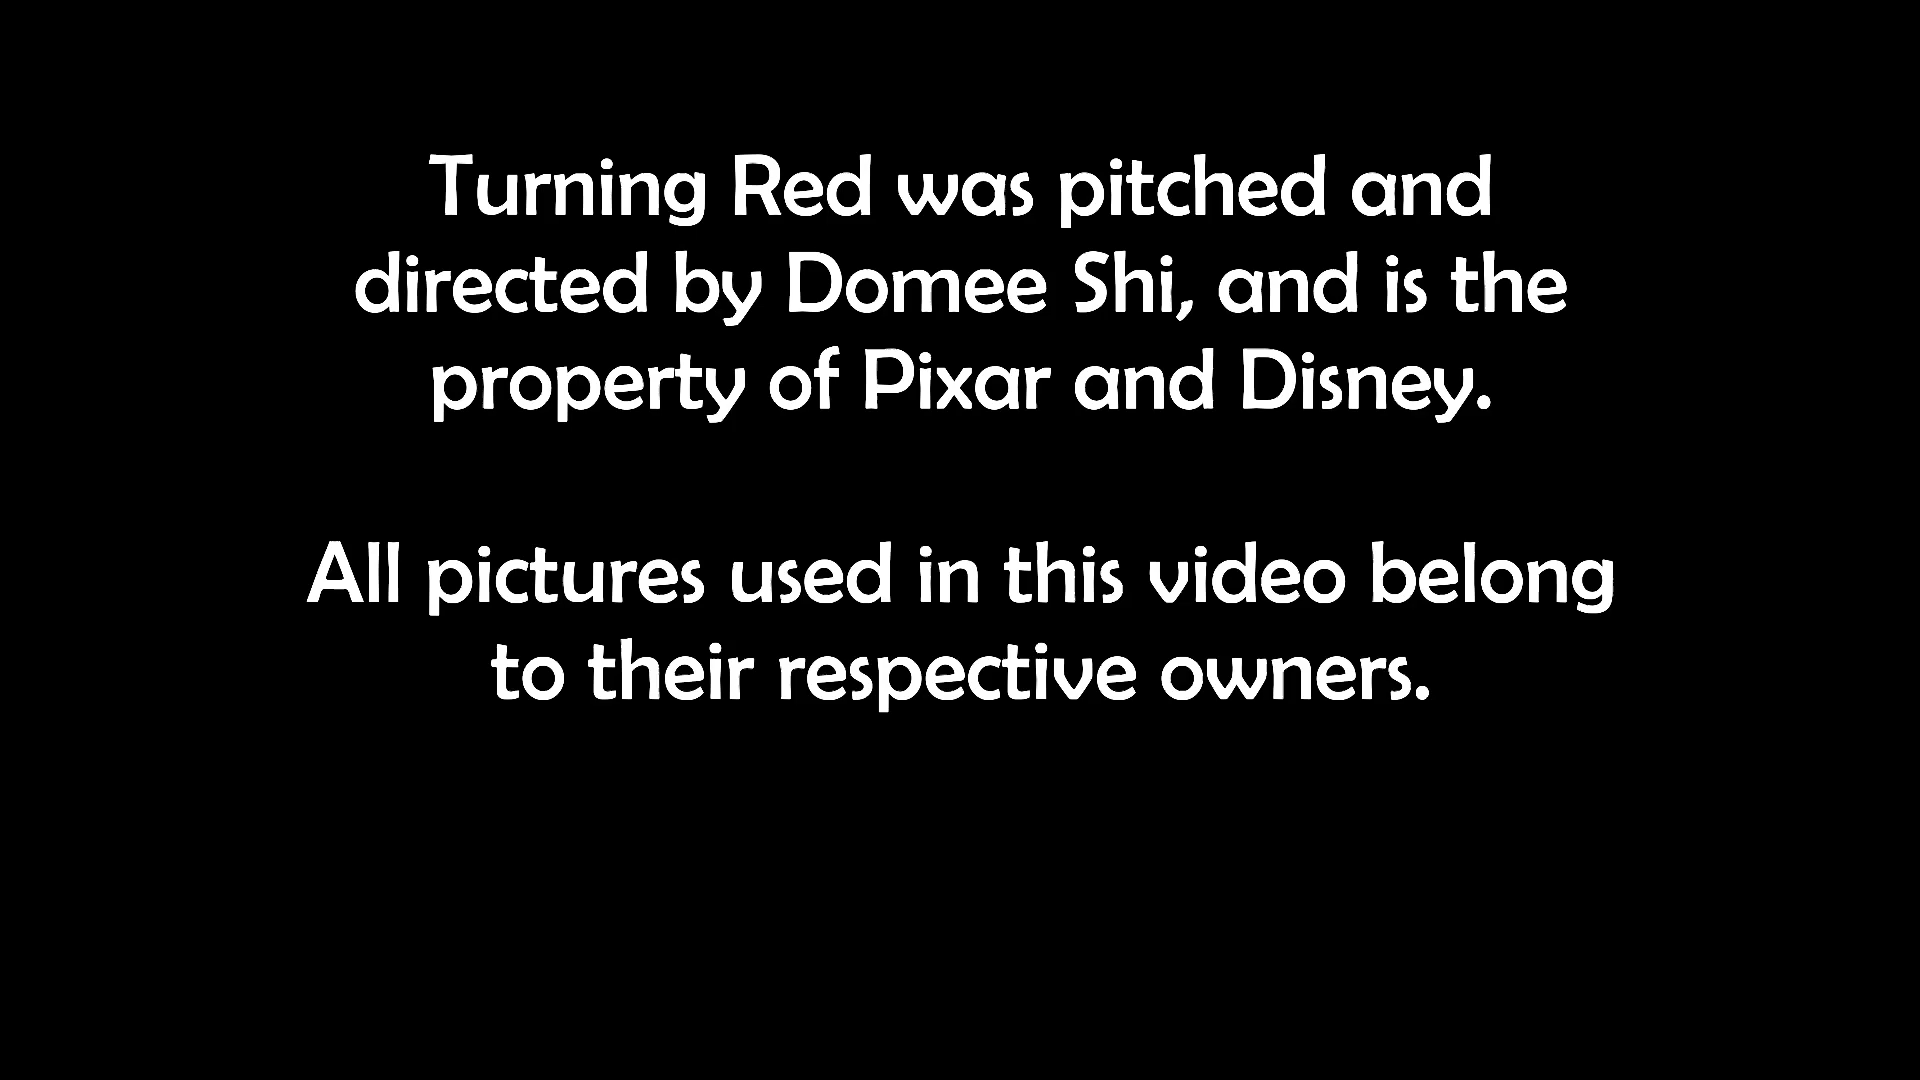 Turning Red was pitched and
directed by Domee Shi, and is the
property of Pixar and Disney.
All pictures used in this video belong
to their respective owners.